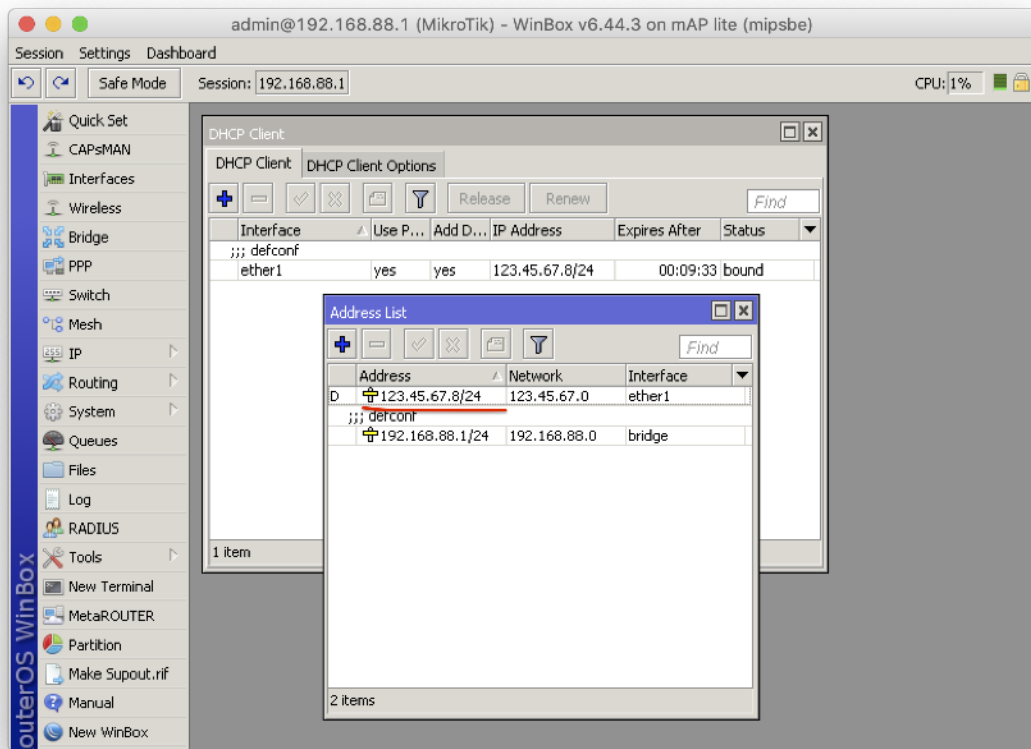 admin@192.168.88.1 (MikroTik) - WinBox v6.44.3 on mAP lite (mipsbe)
Session Settings Dashboard
Safe Mode Session: 192.168.88.1 CPU: 1%
Quick Set
CAPsMAN
Interfaces
Wireless
Bridge
PPP
Switch
Mesh
IP
Routing
System
Queues
Files
Log
RADIUS
Tools
New Terminal
MetaROUTER
Partition
Make Supout.rif
Manual
New WinBox
outerOS WinBox
DHCP Client
DHCP Client DHCP Client Options
Release Renew Find
Interface Use P... Add D... IP Address Expires After Status
;;; defconf
ether1 yes yes 123.45.67.8/24 00:09:33 bound
1 item
Address List
Find
Address Network Interface
D 123.45.67.8/24 123.45.67.0 ether1
;;; defconf
192.168.88.1/24 192.168.88.0 bridge
2 items